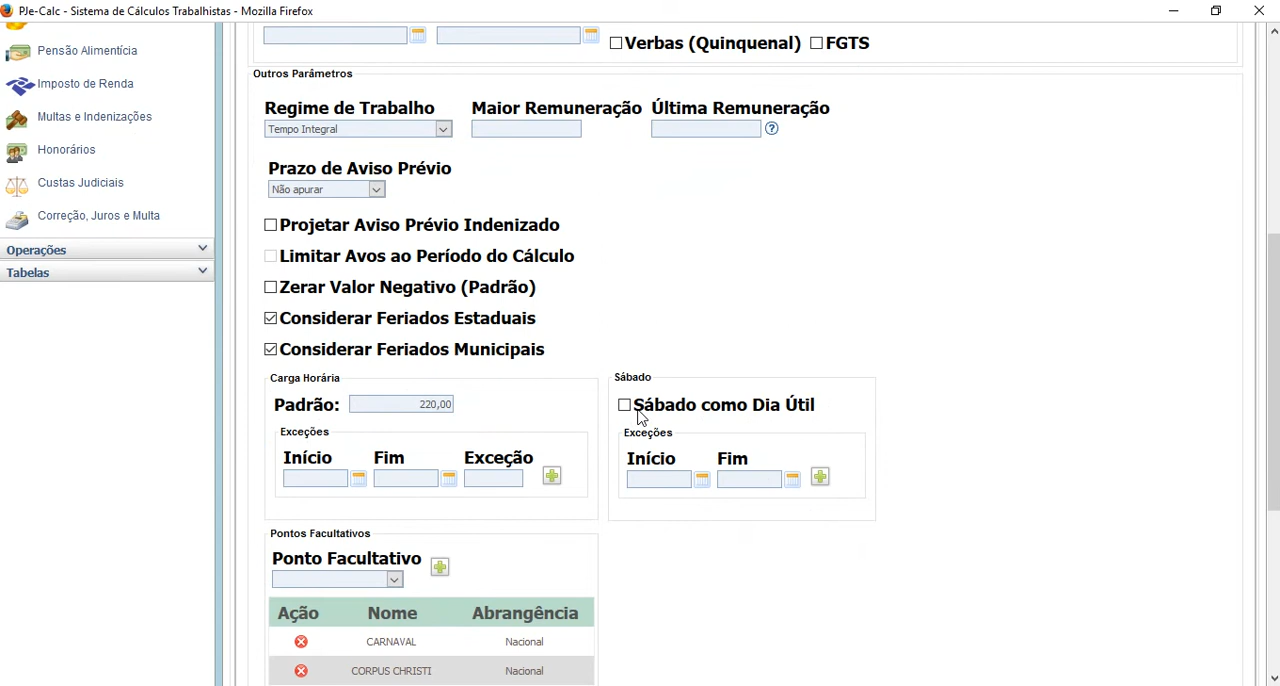 PJe-Calc - Sistema de Cálculos Trabalhistas - Mozilla Firefox
Pensão Alimentícia
Imposto de Renda
Multas e Indenizações
Honorários
Custas Judiciais
Correção, Juros e Multa
Operações
Tabelas
Verbas (Quinquenal) FGTS
Outros Parâmetros
Regime de Trabalho Maior Remuneração Última Remuneração
Tempo Integral ?
Prazo de Aviso Prévio
Não apurar
Projetar Aviso Prévio Indenizado
Limitar Avos ao Período do Cálculo
Zerar Valor Negativo (Padrão)
Considerar Feriados Estaduais
Considerar Feriados Municipais
Carga Horária
Padrão: 220,00
Exceções
Início Fim Exceção
Sábado
Sábado como Dia Útil
Exceções
Início Fim
Pontos Facultativos
Ponto Facultativo
Ação Nome Abrangência
CARNAVAL Nacional
CORPUS CHRISTI Nacional